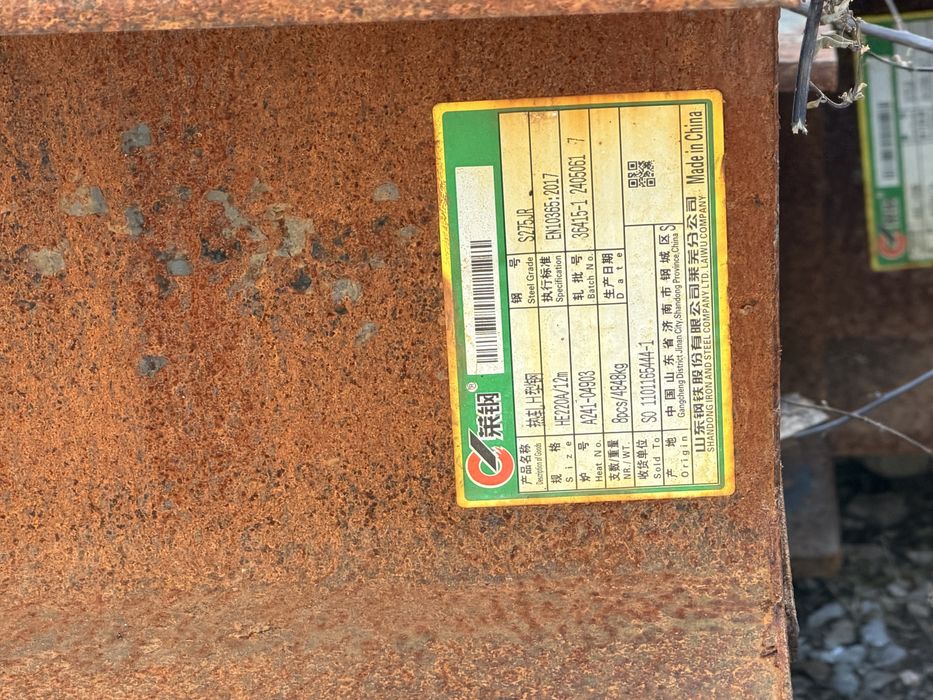 莱钢®
产品名称 热轧H型钢 钢 号 S275JR
Description of Goods Steel Grade
规 格 HE220A/12m 执行标准 EN10365:2017
Size Specification
炉 号 A241-04903 轧 批 号 36415-1 2405061 7
Heat No. Batch No.
支数/重量 8pcs/4848kg 生产日期
NR./WT. Date
收货单位 SO 1101165444-1
Sold To
产 地 中国山东省济南市钢城区S
Origin Gangcheng District Jinan City,Shandong Province,China
山东钢铁股份有限公司莱芜分公司 Made in China
SHANDONG IRON AND STEEL COMPANY LTD. LAIWU COMPANY